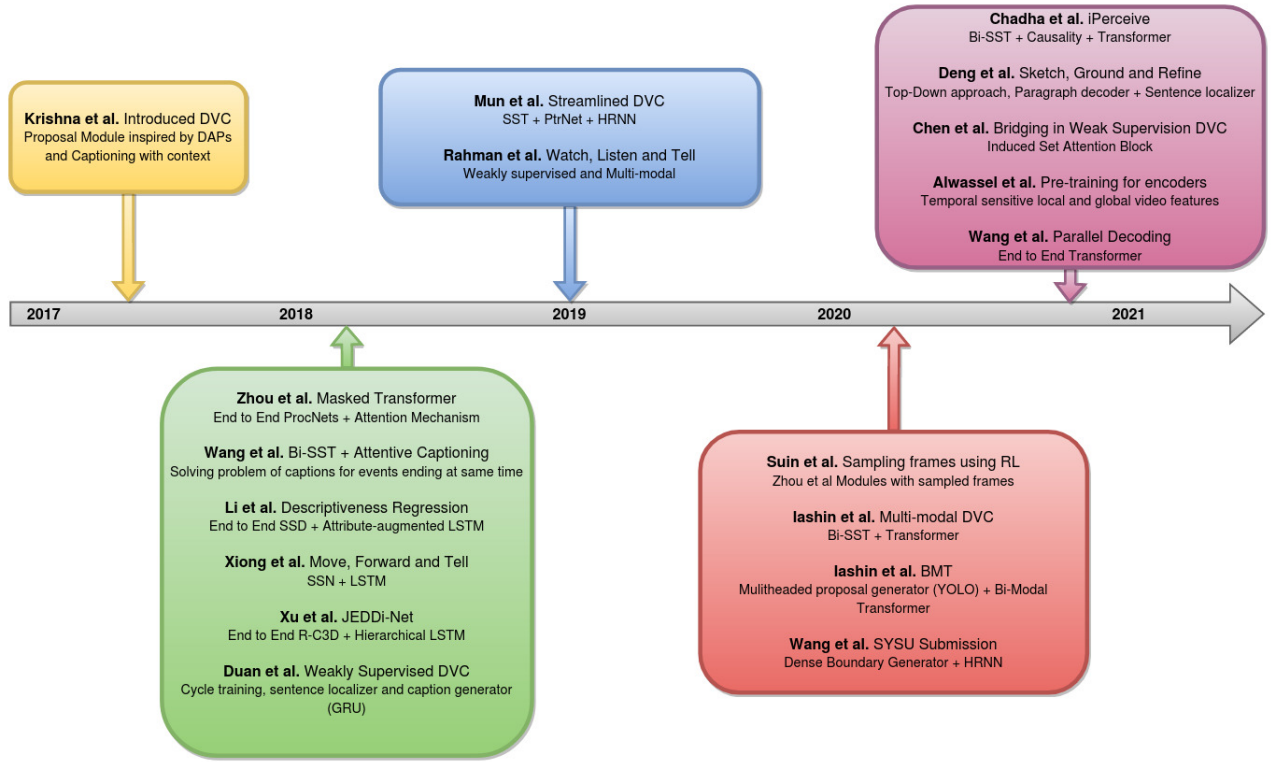 Krishna et al. Introduced DVC
Proposal Module inspired by DAPs
and Captioning with context
Mun et al. Streamlined DVC
SST + PtrNet + HRNN
Rahman et al. Watch, Listen and Tell
Weakly supervised and Multi-modal
Chadha et al. iPerceive
Bi-SST + Causality + Transformer
Deng et al. Sketch, Ground and Refine
Top-Down approach, Paragraph decoder + Sentence localizer
Chen et al. Bridging in Weak Supervision DVC
Induced Set Attention Block
Alwassel et al. Pre-training for encoders
Temporal sensitive local and global video features
Wang et al. Parallel Decoding
End to End Transformer
2017 2018 2019 2020 2021
Zhou et al. Masked Transformer
End to End ProcNets + Attention Mechanism
Wang et al. Bi-SST + Attentive Captioning
Solving problem of captions for events ending at same time
Li et al. Descriptiveness Regression
End to End SSD + Attribute-augmented LSTM
Xiong et al. Move, Forward and Tell
SSN + LSTM
Xu et al. JEDDi-Net
End to End R-C3D + Hierarchical LSTM
Duan et al. Weakly Supervised DVC
Cycle training, sentence localizer and caption generator
(GRU)
Suin et al. Sampling frames using RL
Zhou et al Modules with sampled frames
Iashin et al. Multi-modal DVC
Bi-SST + Transformer
Iashin et al. BMT
Mulitheaded proposal generator (YOLO) + Bi-Modal
Transformer
Wang et al. SYSU Submission
Dense Boundary Generator + HRNN